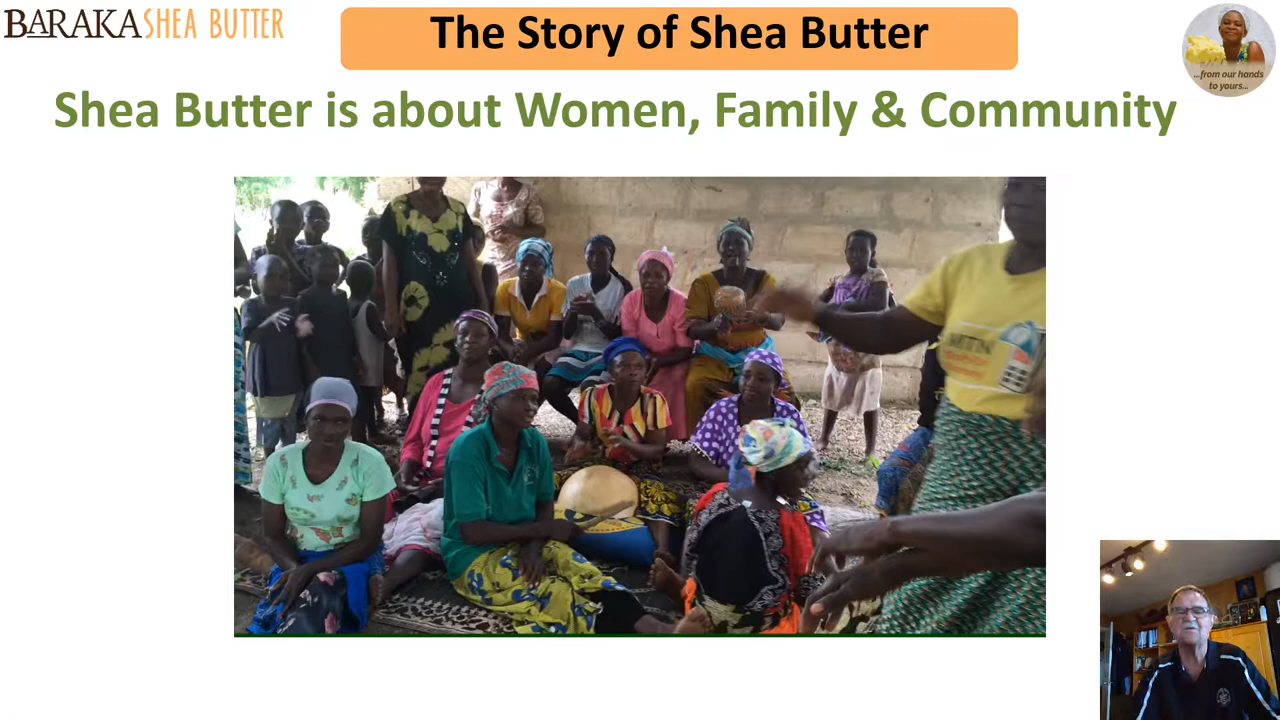 BARAKA SHEA BUTTER
The Story of Shea Butter
...from our hands
to yours...
Shea Butter is about Women, Family & Community
MTN